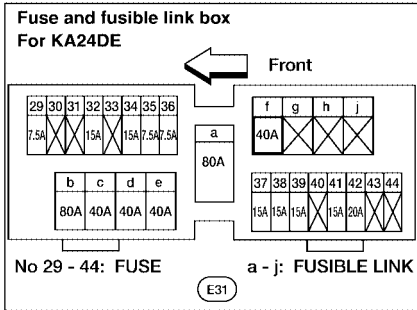 Fuse and fusible link box
For KA24DE
Front
29 30 31 32 33 34 35 36
7.5A 15A 15A 7.5A 7.5A
a
80A
f g h j
40A
b c d e
80A 40A 40A 40A
37 38 39 40 41 42 43 44
15A 15A 15A 15A 20A
No 29 - 44: FUSE
a - j: FUSIBLE LINK
E31